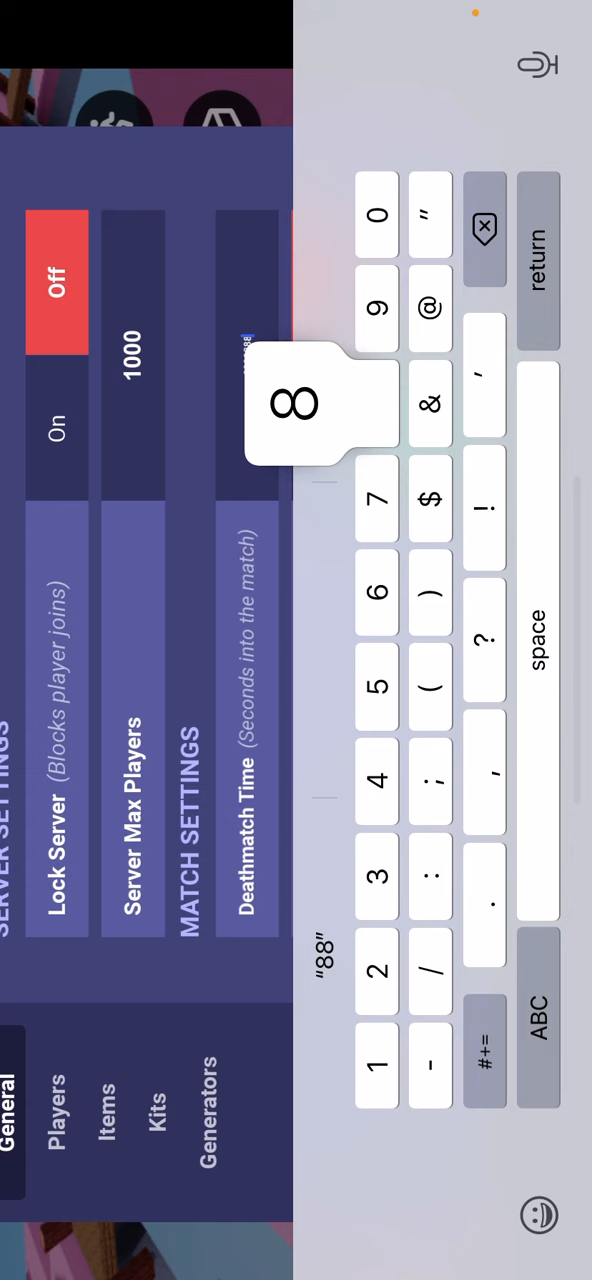 SERVER SETTINGS
Lock Server (Blocks player joins)
On
Off
Server Max Players
1000
MATCH SETTINGS
Deathmatch Time (Seconds into the match)
General
Players
Items
Kits
Generators
"88"
8
1 2 3 4 5 6 7 9 0
- / : ; ( ) $ & @ "
#+= . , ? ! '
ABC space return